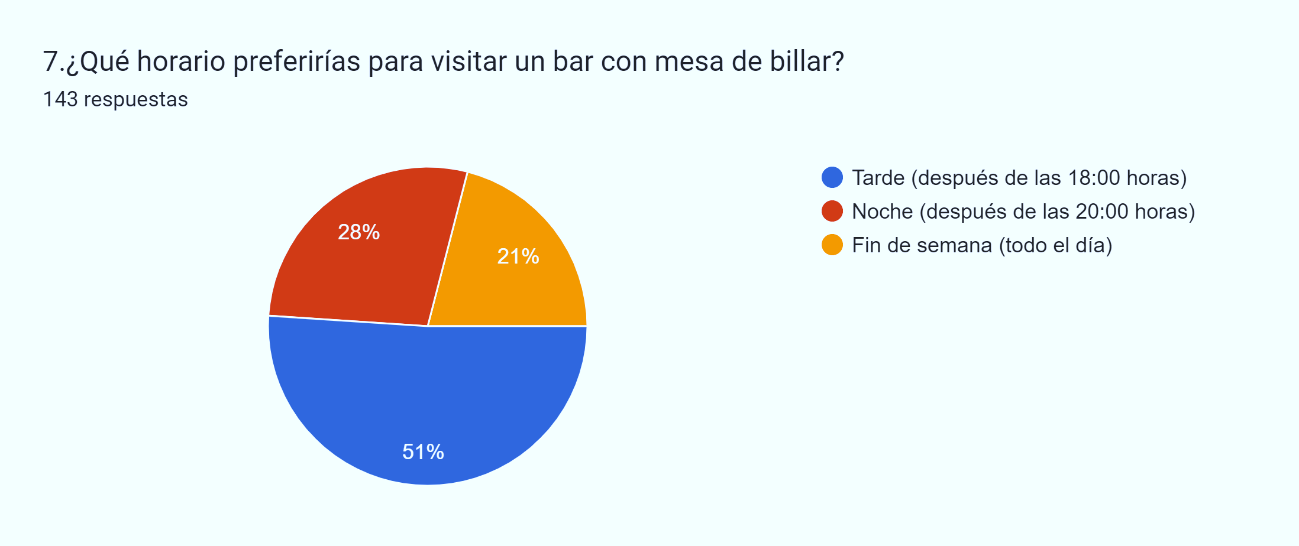 7.¿Qué horario preferirías para visitar un bar con mesa de billar?
143 respuestas
Tarde (después de las 18:00 horas)
Noche (después de las 20:00 horas)
Fin de semana (todo el día)
28%
21%
51%